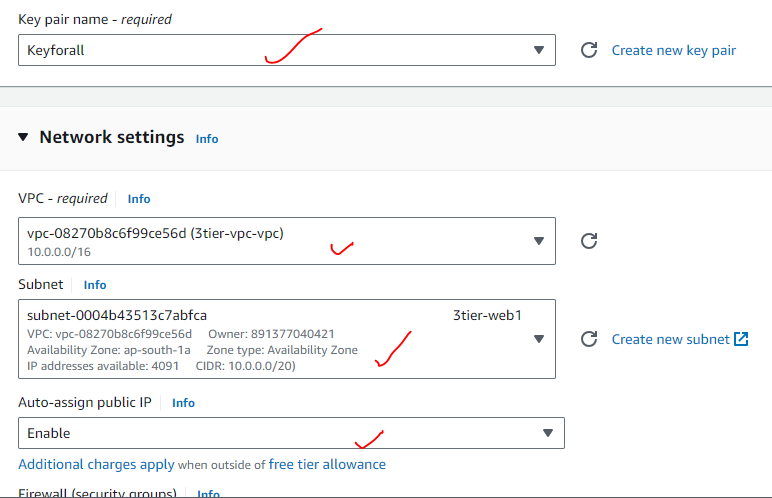 Key pair name - required
Keyforall
Create new key pair
Network settings Info
VPC - required Info
vpc-08270b8c6f99ce56d (3tier-vpc-vpc)
10.0.0.0/16
Subnet Info
subnet-0004b43513c7abfca 3tier-web1
VPC: vpc-08270b8c6f99ce56d Owner: 891377040421
Availability Zone: ap-south-1a Zone type: Availability Zone
IP addresses available: 4091 CIDR: 10.0.0.0/20)
Create new subnet
Auto-assign public IP Info
Enable
Additional charges apply when outside of free tier allowance
Firewall (security groups) Info